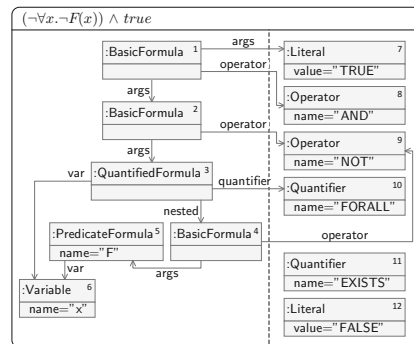 (¬∀x.¬F(x)) ∧ true
:BasicFormula 1
args
:Literal 7
value="TRUE"
operator
args
:Operator 8
name="AND"
:BasicFormula 2
operator
:Operator 9
name="NOT"
args
var
:QuantifiedFormula 3
quantifier
:Quantifier 10
name="FORALL"
nested
:PredicateFormula 5
name="F"
:BasicFormula 4
operator
var
args
:Quantifier 11
name="EXISTS"
:Variable 6
name="x"
:Literal 12
value="FALSE"